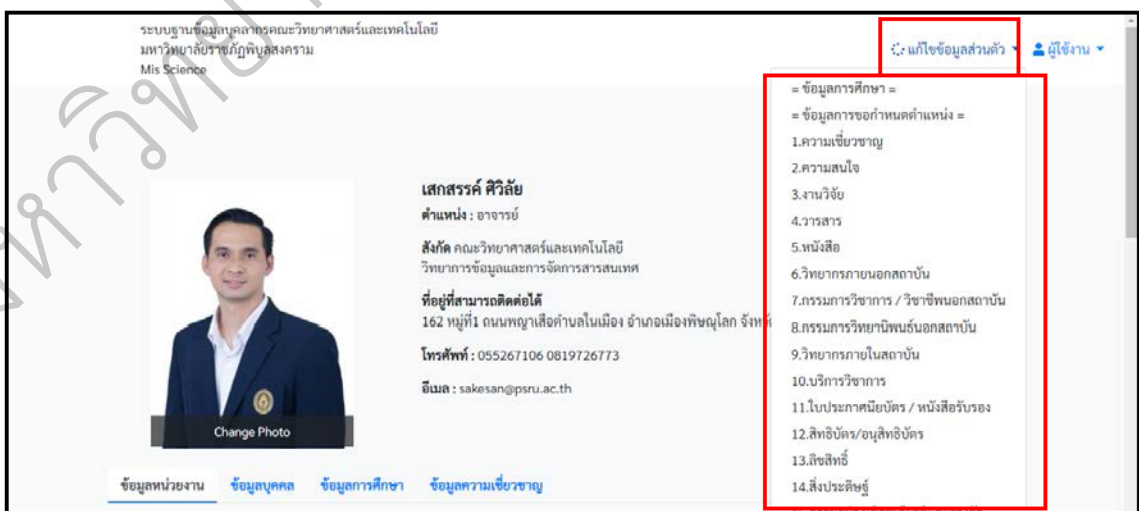 ระบบฐานข้อมูลบุคลากรคณะวิทยาศาสตร์และเทคโนโลยี
มหาวิทยาลัยราชภัฏพิบูลสงคราม
Mis Science
แก้ไขข้อมูลส่วนตัว
ผู้ใช้งาน
= ข้อมูลการศึกษา =
= ข้อมูลการขอกำหนดตำแหน่ง =
1.ความเชี่ยวชาญ
2.ความสนใจ
3.งานวิจัย
4.วารสาร
5.หนังสือ
6.วิทยากรภายนอกสถาบัน
7.กรรมการวิชาการ / วิชาชีพนอกสถาบัน
8.กรรมการวิทยานิพนธ์นอกสถาบัน
9.วิทยากรภายในสถาบัน
10.บริการวิชาการ
11.ใบประกาศนียบัตร / หนังสือรับรอง
12.สิทธิบัตร/อนุสิทธิบัตร
13.ลิขสิทธิ์
14.สิ่งประดิษฐ์
เสกสรรค์ ศิวิลัย
ตำแหน่ง : อาจารย์
สังกัด คณะวิทยาศาสตร์และเทคโนโลยี
วิทยาการข้อมูลและการจัดการสารสนเทศ
ที่อยู่ที่สามารถติดต่อได้
162 หมู่ที่1 ถนนพญาเสือตำบลในเมือง อำเภอเมืองพิษณุโลก
โทรศัพท์ : 055267106 0819726773
อีเมล : sakesan@psru.ac.th
Change Photo
ข้อมูลหน่วยงาน ข้อมูลบุคคล ข้อมูลการศึกษา ข้อมูลความเชี่ยวชาญ